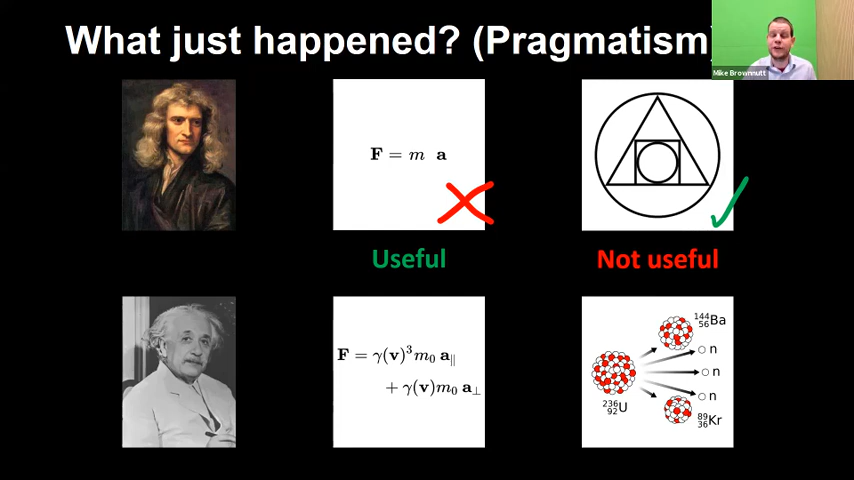 What just happened? (Pragmatism)
Mike Brownnutt
F = m a
Useful
Not useful
F = γ(v)³m₀ a∥
+ γ(v)m₀ a⊥
²³⁶₉₂U
¹⁴⁴₅₆Ba
n
n
n
⁸⁹₃₆Kr